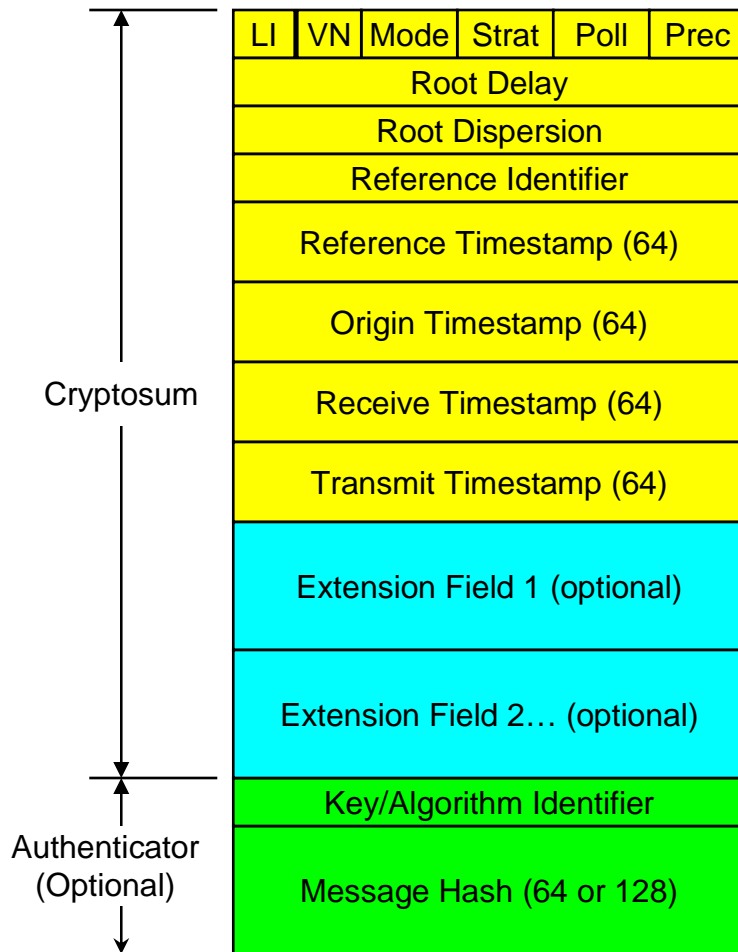 LI VN Mode Strat Poll Prec
Root Delay
Root Dispersion
Reference Identifier
Reference Timestamp (64)
Origin Timestamp (64)
Cryptosum
Receive Timestamp (64)
Transmit Timestamp (64)
Extension Field 1 (optional)
Extension Field 2… (optional)
Key/Algorithm Identifier
Authenticator
(Optional)
Message Hash (64 or 128)